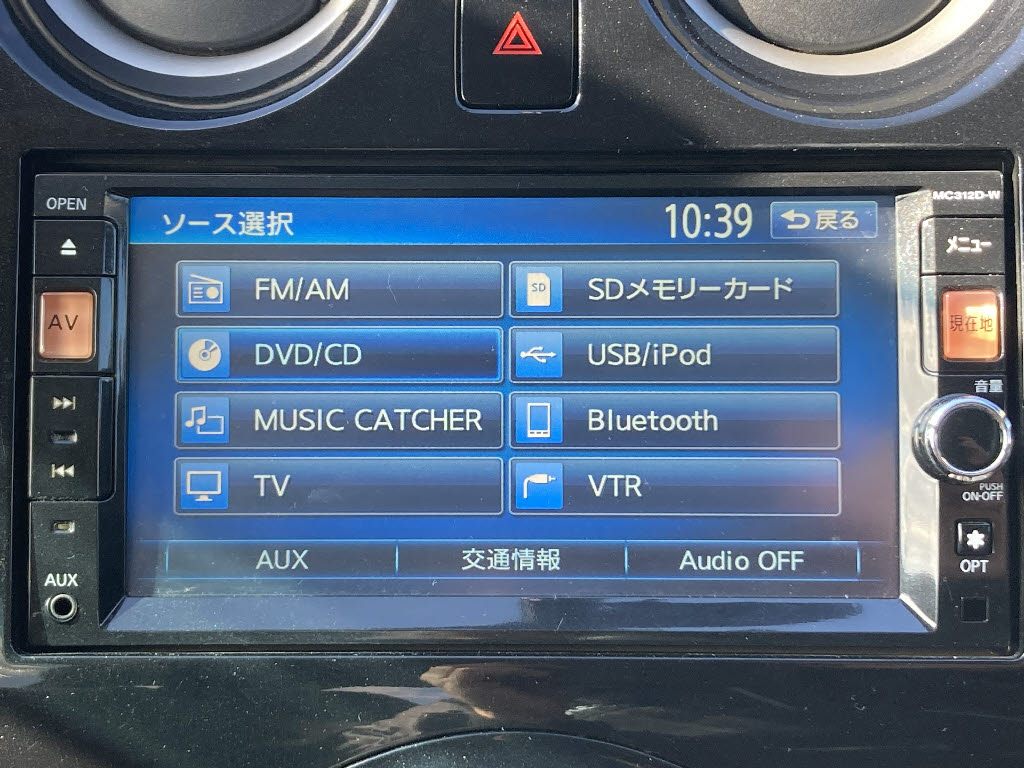 OPEN
MC312D-W
ソース選択 10:39 戻る
メニュー
FM/AM SDメモリーカード
SD
AV
現在地
DVD/CD USB/iPod
音量
MUSIC CATCHER Bluetooth
TV VTR
PUSH
ON-OFF
AUX 交通情報 Audio OFF
OPT
AUX